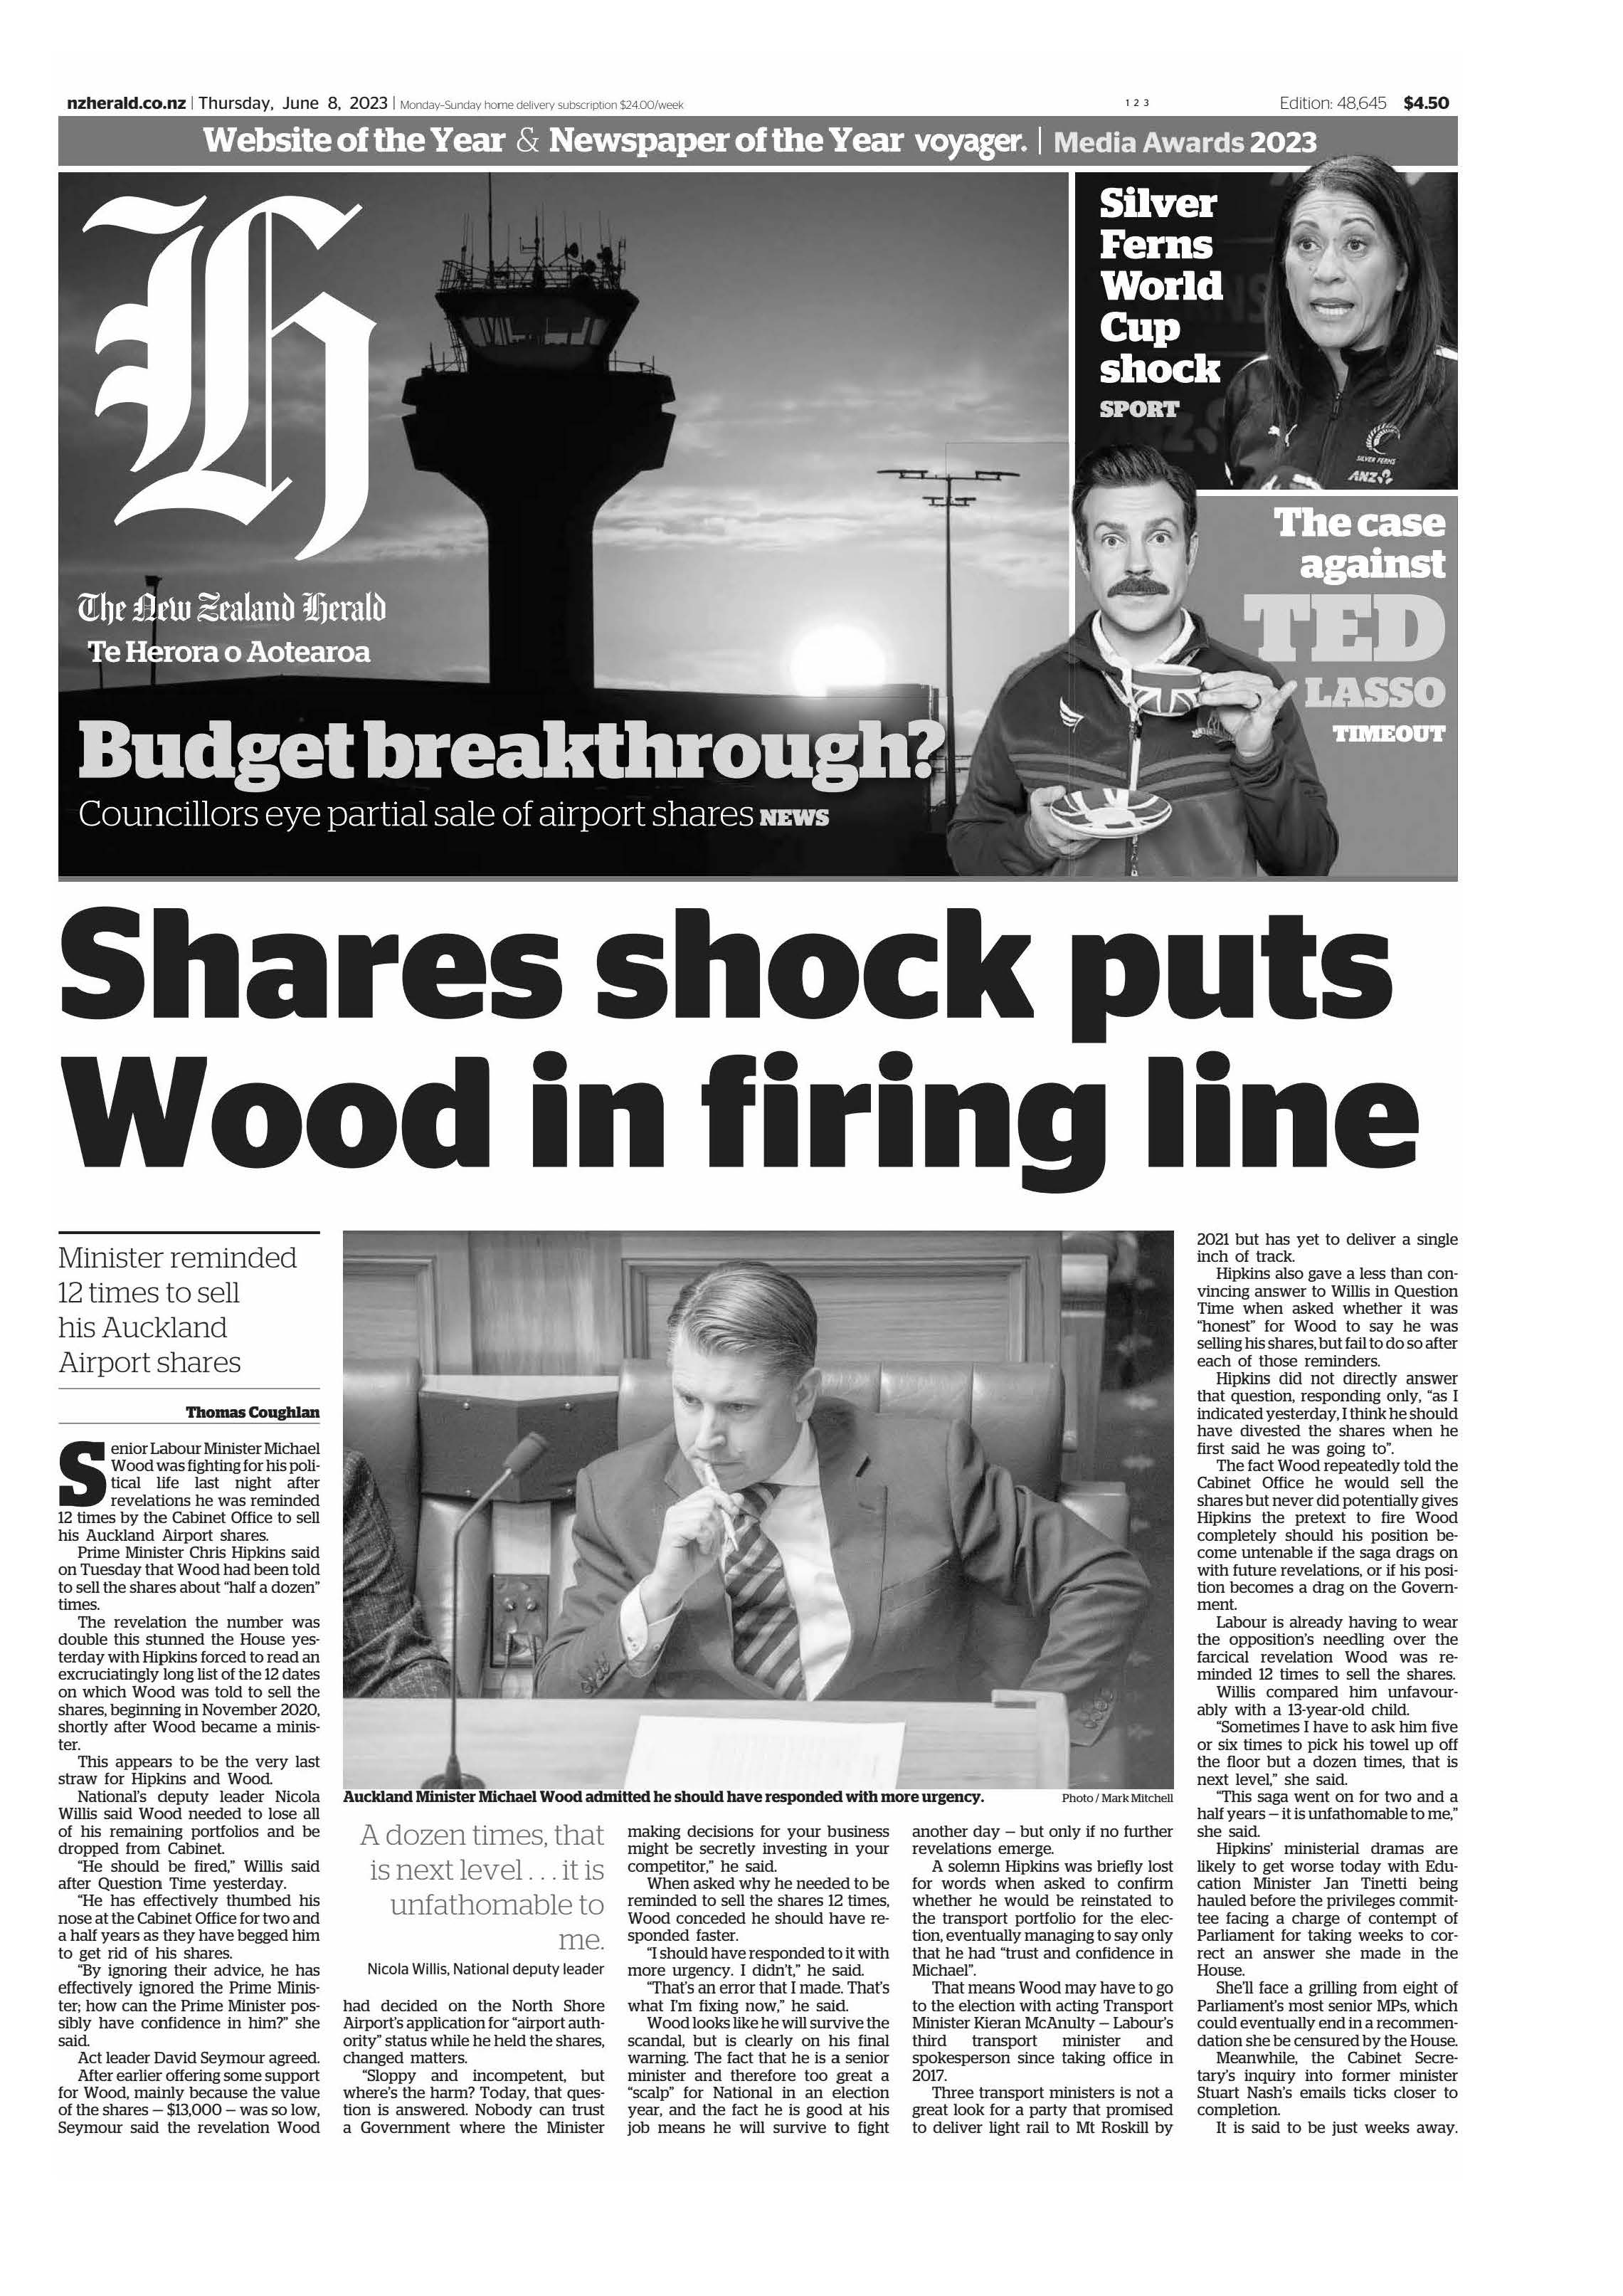 nzherald.co.nz | Thursday, June 8, 2023 | Monday-Sunday home delivery subscription $24.00/week
1 2 3
Edition: 48,645 $4.50
Website of the Year & Newspaper of the Year voyager. | Media Awards 2023
H
The New Zealand Herald
Te Herora o Aotearoa
Budget breakthrough?
Councillors eye partial sale of airport shares NEWS
Silver
Ferns
World
Cup
shock
SPORT
SILVER FERNS
ANZ
The case
against
TED
LASSO
TIMEOUT
Shares shock puts
Wood in firing line
Minister reminded
12 times to sell
his Auckland
Airport shares
Thomas Coughlan
Senior Labour Minister Michael
Wood was fighting for his poli-
tical life last night after
revelations he was reminded
12 times by the Cabinet Office to sell
his Auckland Airport shares.
Prime Minister Chris Hipkins said
on Tuesday that Wood had been told
to sell the shares about “half a dozen”
times.
The revelation the number was
double this stunned the House yes-
terday with Hipkins forced to read an
excruciatingly long list of the 12 dates
on which Wood was told to sell the
shares, beginning in November 2020,
shortly after Wood became a minis-
ter.
This appears to be the very last
straw for Hipkins and Wood.
National's deputy leader Nicola
Willis said Wood needed to lose all
of his remaining portfolios and be
dropped from Cabinet.
“He should be fired,” Willis said
after Question Time yesterday.
“He has effectively thumbed his
nose at the Cabinet Office for two and
a half years as they have begged him
to get rid of his shares.
“By ignoring their advice, he has
effectively ignored the Prime Minis-
ter; how can the Prime Minister pos-
sibly have confidence in him?” she
said.
Act leader David Seymour agreed.
After earlier offering some support
for Wood, mainly because the value
of the shares — $13,000 — was so low,
Seymour said the revelation Wood
Auckland Minister Michael Wood admitted he should have responded with more urgency.
Photo / Mark Mitchell
A dozen times, that
is next level . . . it is
unfathomable to
me.
Nicola Willis, National deputy leader
had decided on the North Shore
Airport's application for “airport auth-
ority” status while he held the shares,
changed matters.
“Sloppy and incompetent, but
where's the harm? Today, that ques-
tion is answered. Nobody can trust
a Government where the Minister
making decisions for your business
might be secretly investing in your
competitor,” he said.
When asked why he needed to be
reminded to sell the shares 12 times,
Wood conceded he should have re-
sponded faster.
“I should have responded to it with
more urgency. I didn't,” he said.
“That's an error that I made. That's
what I'm fixing now,” he said.
Wood looks like he will survive the
scandal, but is clearly on his final
warning. The fact that he is a senior
minister and therefore too great a
“scalp” for National in an election
year, and the fact he is good at his
job means he will survive to fight
another day — but only if no further
revelations emerge.
A solemn Hipkins was briefly lost
for words when asked to confirm
whether he would be reinstated to
the transport portfolio for the elec-
tion, eventually managing to say only
that he had “trust and confidence in
Michael”.
That means Wood may have to go
to the election with acting Transport
Minister Kieran McAnulty — Labour's
third transport minister and
spokesperson since taking office in
2017.
Three transport ministers is not a
great look for a party that promised
to deliver light rail to Mt Roskill by
2021 but has yet to deliver a single
inch of track.
Hipkins also gave a less than con-
vincing answer to Willis in Question
Time when asked whether it was
“honest” for Wood to say he was
selling his shares, but fail to do so after
each of those reminders.
Hipkins did not directly answer
that question, responding only, “as I
indicated yesterday, I think he should
have divested the shares when he
first said he was going to”.
The fact Wood repeatedly told the
Cabinet Office he would sell the
shares but never did potentially gives
Hipkins the pretext to fire Wood
completely should his position be-
come untenable if the saga drags on
with future revelations, or if his posi-
tion becomes a drag on the Govern-
ment.
Labour is already having to wear
the opposition's needling over the
farcical revelation Wood was re-
minded 12 times to sell the shares.
Willis compared him unfavour-
ably with a 13-year-old child.
“Sometimes I have to ask him five
or six times to pick his towel up off
the floor but a dozen times, that is
next level,” she said.
“This saga went on for two and a
half years — it is unfathomable to me,”
she said.
Hipkins' ministerial dramas are
likely to get worse today with Edu-
cation Minister Jan Tinetti being
hauled before the privileges commit-
tee facing a charge of contempt of
Parliament for taking weeks to cor-
rect an answer she made in the
House.
She'll face a grilling from eight of
Parliament's most senior MPs, which
could eventually end in a recommen-
dation she be censured by the House.
Meanwhile, the Cabinet Secre-
tary's inquiry into former minister
Stuart Nash's emails ticks closer to
completion.
It is said to be just weeks away.